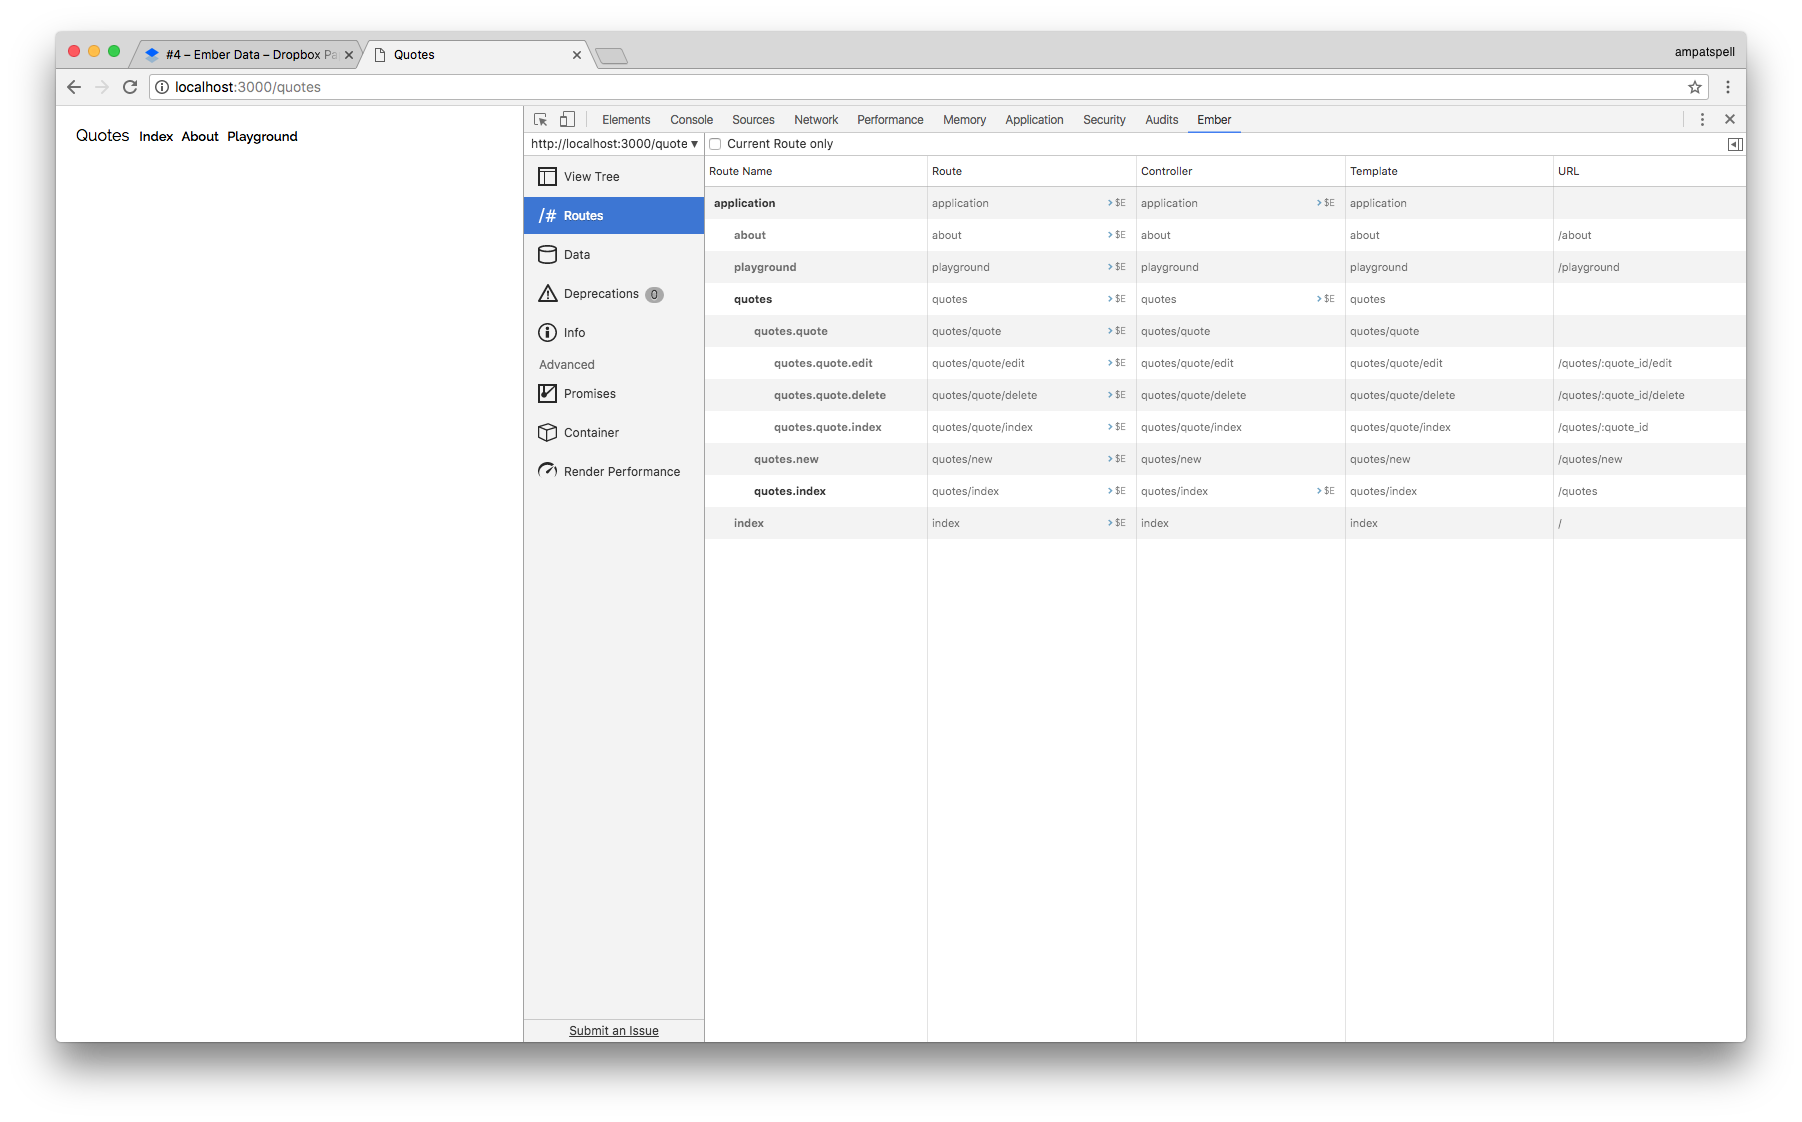 #4 – Ember Data – Dropbox Pa
Quotes
ampatspell
localhost:3000/quotes
Quotes Index About Playground
Elements Console Sources Network Performance Memory Application Security Audits Ember
http://localhost:3000/quote ▾
Current Route only
View Tree
/# Routes
Data
Deprecations 0
Info
Advanced
Promises
Container
Render Performance
Submit an Issue
Route Name Route Controller Template URL
application application >$E application >$E application
about about >$E about about /about
playground playground >$E playground playground /playground
quotes quotes >$E quotes >$E quotes
quotes.quote quotes/quote >$E quotes/quote quotes/quote
quotes.quote.edit quotes/quote/edit >$E quotes/quote/edit quotes/quote/edit /quotes/:quote_id/edit
quotes.quote.delete quotes/quote/delete >$E quotes/quote/delete quotes/quote/delete /quotes/:quote_id/delete
quotes.quote.index quotes/quote/index >$E quotes/quote/index quotes/quote/index /quotes/:quote_id
quotes.new quotes/new >$E quotes/new quotes/new /quotes/new
quotes.index quotes/index >$E quotes/index >$E quotes/index /quotes
index index >$E index index /